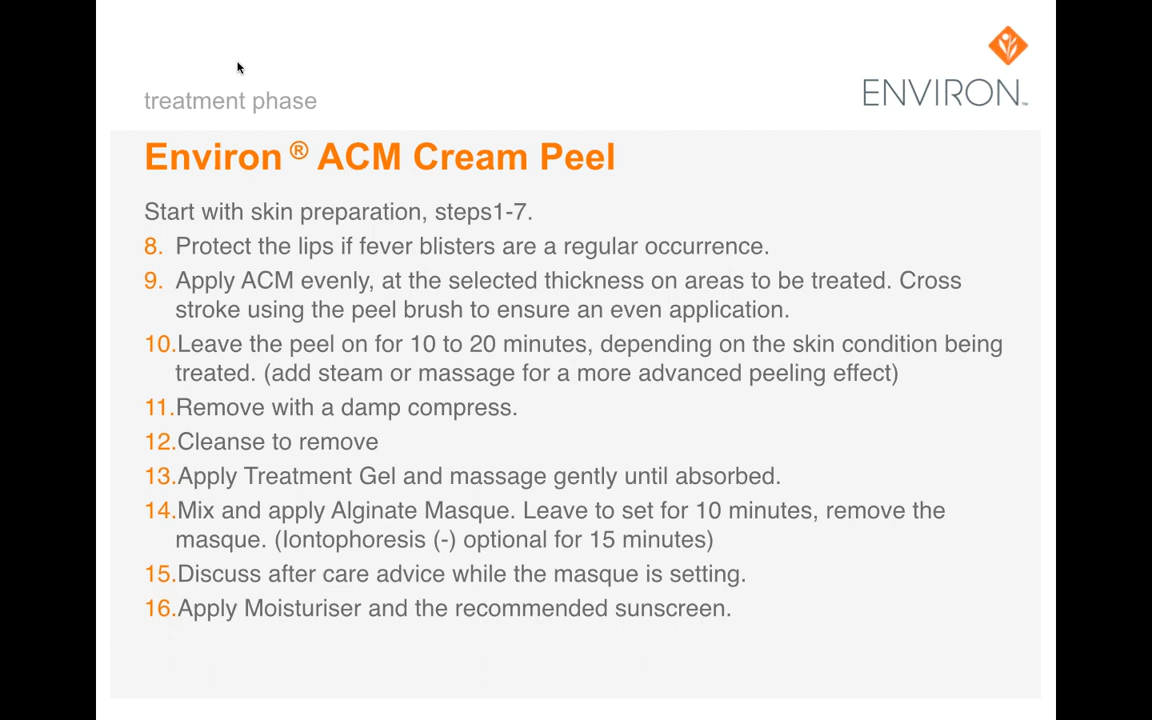 ENVIRON™
treatment phase
Environ ® ACM Cream Peel
Start with skin preparation, steps1-7.
8. Protect the lips if fever blisters are a regular occurrence.
9. Apply ACM evenly, at the selected thickness on areas to be treated. Cross
stroke using the peel brush to ensure an even application.
10.Leave the peel on for 10 to 20 minutes, depending on the skin condition being
treated. (add steam or massage for a more advanced peeling effect)
11.Remove with a damp compress.
12.Cleanse to remove
13.Apply Treatment Gel and massage gently until absorbed.
14.Mix and apply Alginate Masque. Leave to set for 10 minutes, remove the
masque. (Iontophoresis (-) optional for 15 minutes)
15.Discuss after care advice while the masque is setting.
16.Apply Moisturiser and the recommended sunscreen.